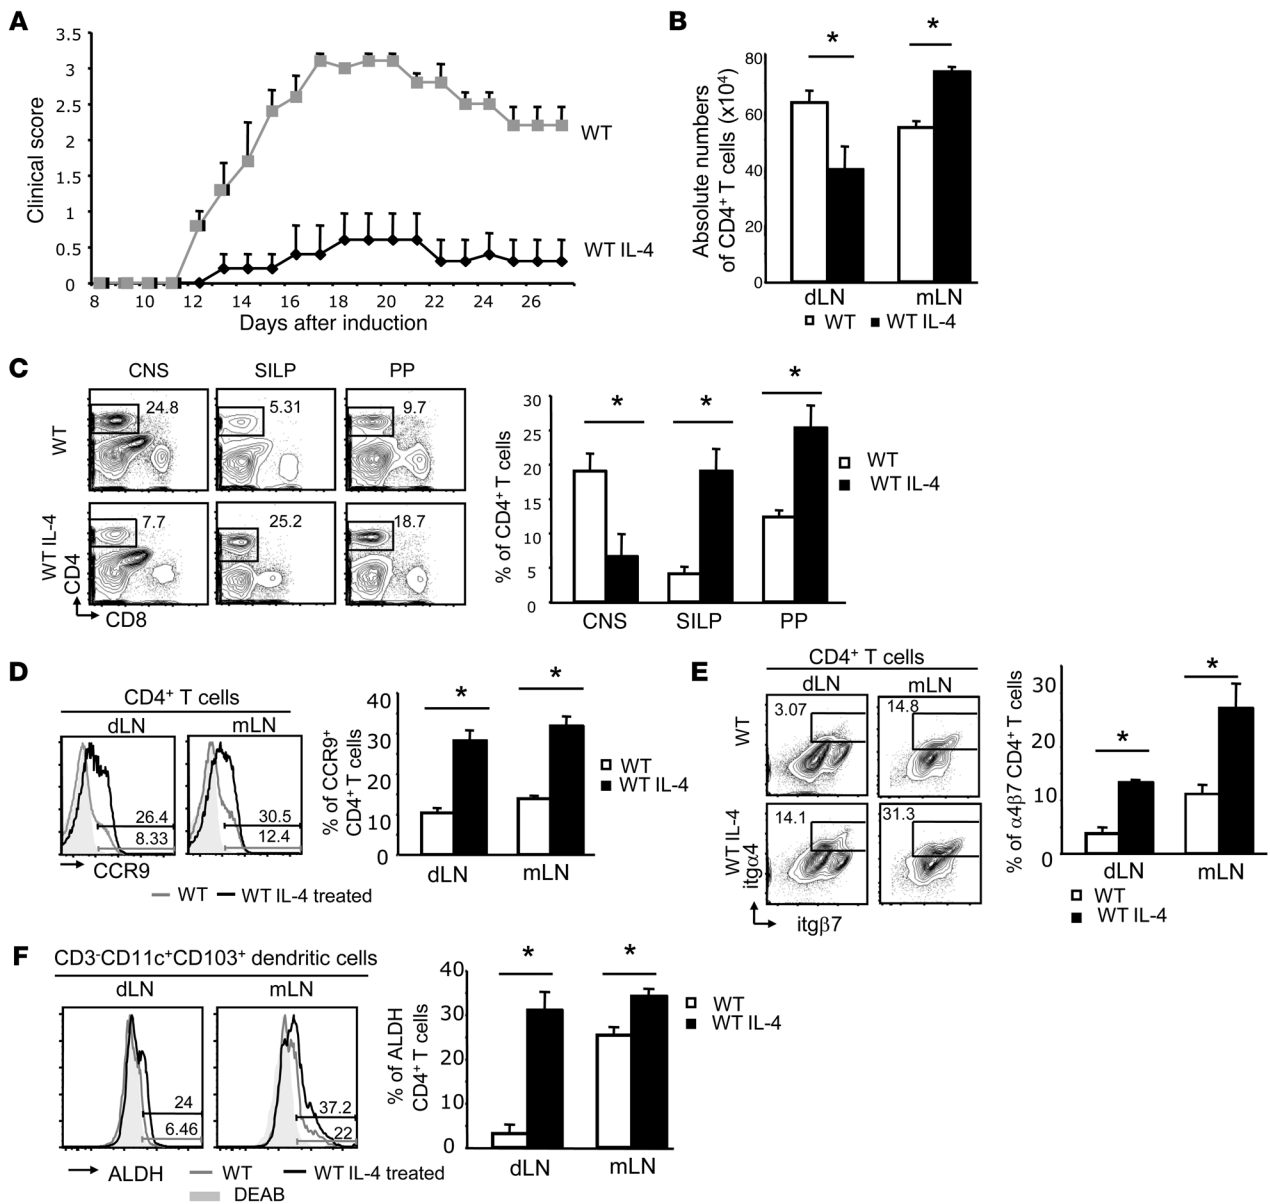 A
3.5
3
2.5
2
1.5
1
0.5
0
Clinical score
WT
WT IL-4
8 10 12 14 16 18 20 22 24 26
Days after induction
B
*
*
80
60
40
20
0
Absolute numbers
of CD4+ T cells (x10⁴)
dLN mLN
WT WT IL-4
C
CNS SILP PP
WT
24.8 5.31 9.7
WT IL-4
7.7 25.2 18.7
CD4
CD8
30
25
20
15
10
5
0
% of CD4+ T cells
* * *
CNS SILP PP
WT
WT IL-4
D
CD4+ T cells
dLN mLN
26.4 30.5
8.33 12.4
CCR9
WT WT IL-4 treated
40
30
20
10
0
% of CCR9+
CD4+ T cells
* *
dLN mLN
WT
WT IL-4
E
CD4+ T cells
dLN mLN
WT
3.07 14.8
WT IL-4
14.1 31.3
itgα4
itgβ7
30
20
10
0
% of α4β7 CD4+ T cells
* *
dLN mLN
WT
WT IL-4
F
CD3-CD11c+CD103+ dendritic cells
dLN mLN
24 37.2
6.46 22
ALDH WT WT IL-4 treated
DEAB
40
30
20
10
0
% of ALDH
CD4+ T cells
* *
dLN mLN
WT
WT IL-4